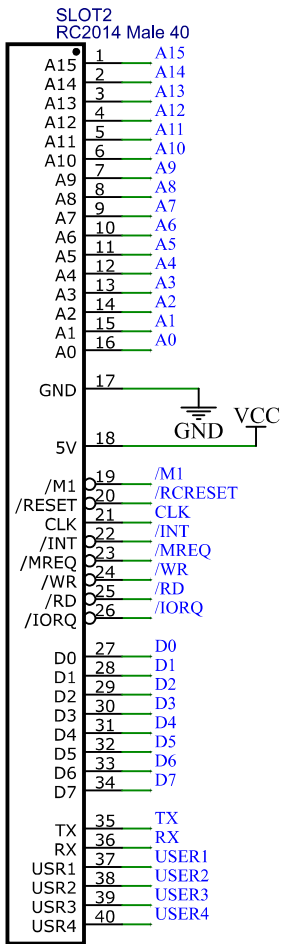 SLOT2
RC2014 Male 40
A15 1 A15
A14 2 A14
A13 3 A13
A12 4 A12
A11 5 A11
A10 6 A10
A9 7 A9
A8 8 A8
A7 9 A7
A6 10 A6
A5 11 A5
A4 12 A4
A3 13 A3
A2 14 A2
A1 15 A1
A0 16 A0
GND 17
GND
VCC
5V 18
/M1 19 /M1
/RESET 20 /RCRESET
CLK 21 CLK
/INT 22 /INT
/MREQ 23 /MREQ
/WR 24 /WR
/RD 25 /RD
/IORQ 26 /IORQ
D0 27 D0
D1 28 D1
D2 29 D2
D3 30 D3
D4 31 D4
D5 32 D5
D6 33 D6
D7 34 D7
TX 35 TX
RX 36 RX
USR1 37 USER1
USR2 38 USER2
USR3 39 USER3
USR4 40 USER4